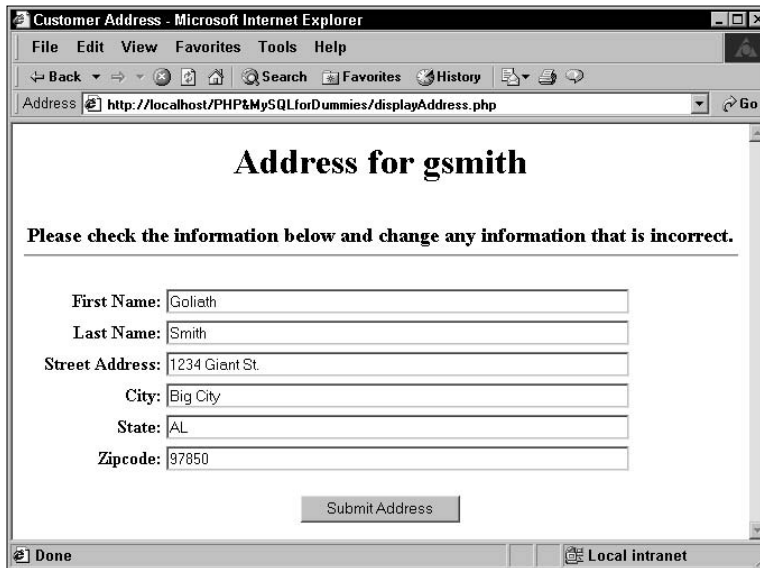 Customer Address - Microsoft Internet Explorer
File Edit View Favorites Tools Help
Back Search Favorites History
Address http://localhost/PHP&MySQLforDummies/displayAddress.php Go
Address for gsmith
Please check the information below and change any information that is incorrect.
First Name: Goliath
Last Name: Smith
Street Address: 1234 Giant St.
City: Big City
State: AL
Zipcode: 97850
Submit Address
Done Local intranet